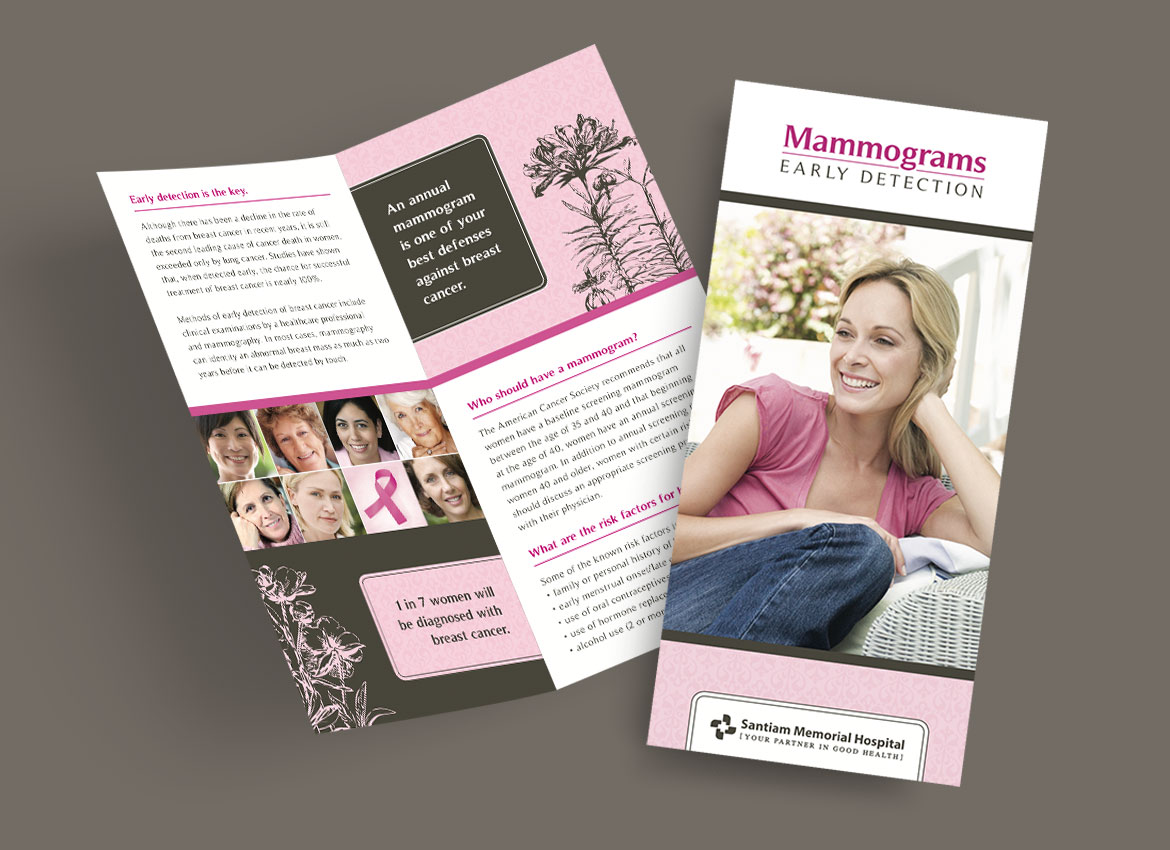 Early detection is the key.
Although there has been a decline in the rate of
deaths from breast cancer in recent years, it is still
the second leading cause of cancer death in women,
exceeded only by lung cancer. Studies have shown
that, when detected early, the chance for successful
treatment of breast cancer is nearly 100%.
Methods of early detection of breast cancer include
clinical examinations by a healthcare professional
and mammography. In most cases, mammography
can identify an abnormal breast mass as much as two
years before it can be detected by touch.
1 in 7 women will
be diagnosed with
breast cancer.
An annual
mammogram
is one of your
best defenses
against breast
cancer.
Who should have a mammogram?
The American Cancer Society recommends that all
women have a baseline screening mammogram
between the age of 35 and 40 and that beginning
at the age of 40, women have an annual screening
mammogram. In addition to annual screening
women 40 and older, women with certain
should discuss an appropriate screening
with their physician.
What are the risk factors for
Some of the known risk factors
• family or personal history of
• early menstrual onset/late
• use of oral contraceptives
• use of hormone
• alcohol use (2 or
Mammograms
EARLY DETECTION
Santiam Memorial Hospital
[YOUR PARTNER IN GOOD HEALTH]